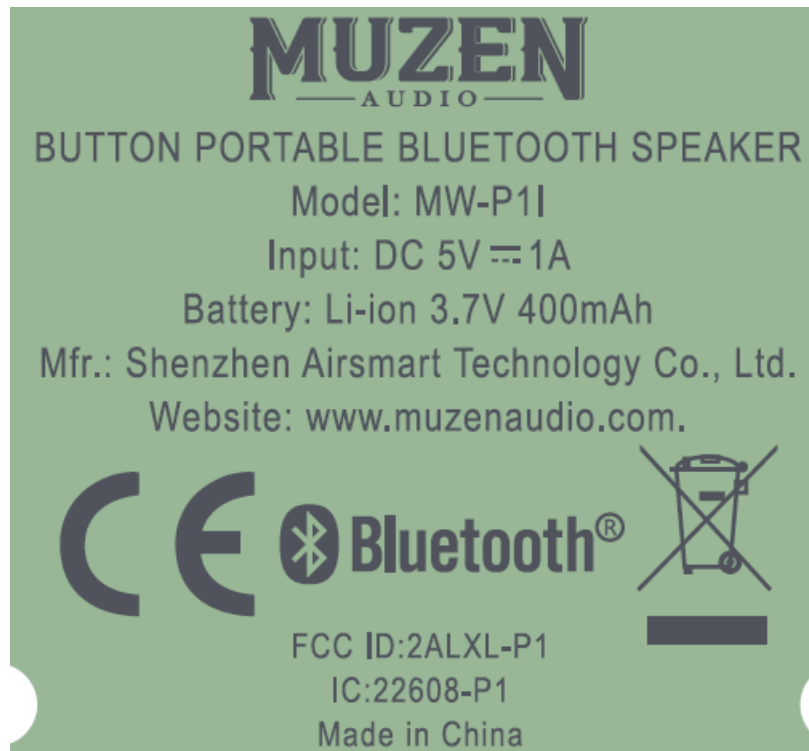 MUZEN
AUDIO
BUTTON PORTABLE BLUETOOTH SPEAKER
Model: MW-P1I
Input: DC 5V ⎓ 1A
Battery: Li-ion 3.7V 400mAh
Mfr.: Shenzhen Airsmart Technology Co., Ltd.
Website: www.muzenaudio.com.
CE Bluetooth®
FCC ID:2ALXL-P1
IC:22608-P1
Made in China